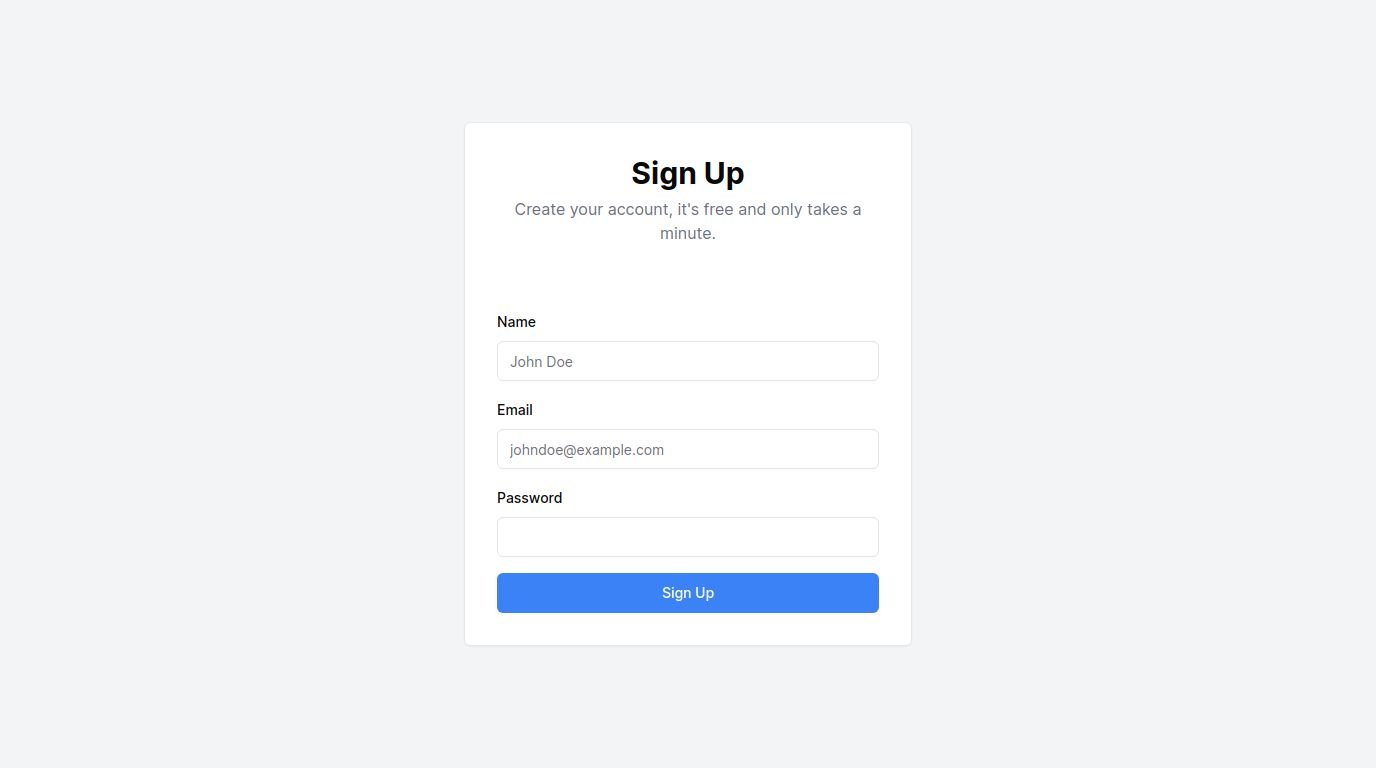 Sign Up
Create your account, it's free and only takes a
minute.
Name
John Doe
Email
johndoe@example.com
Password
Sign Up